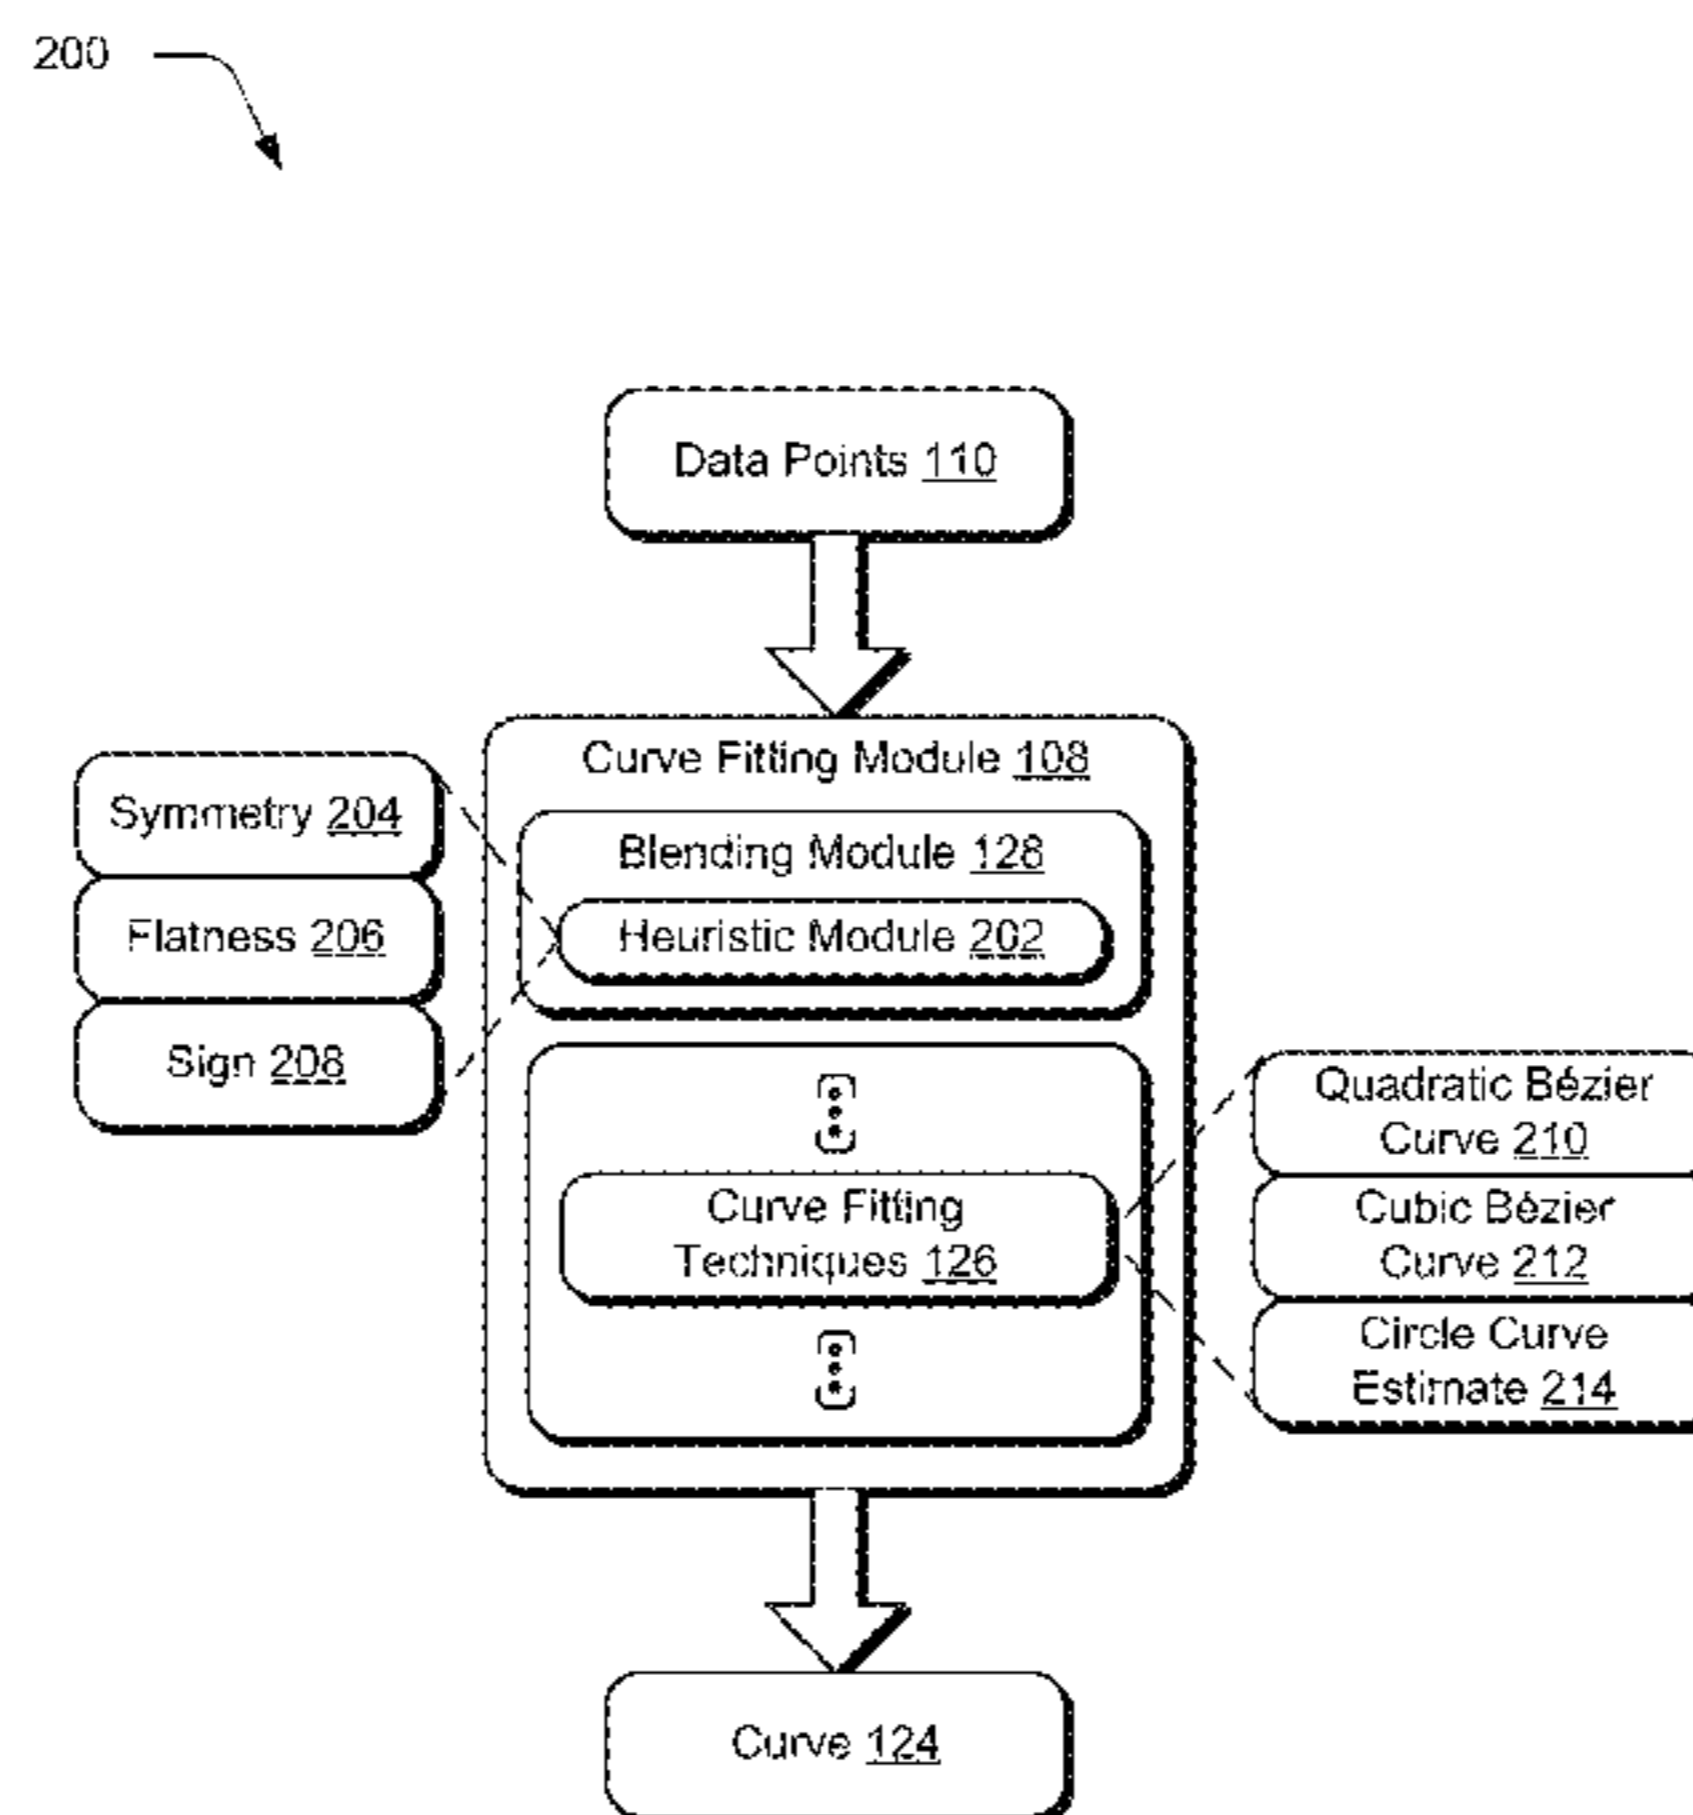 200
Data Points 110
Curve Fitting Module 108
Blending Module 128
Heuristic Module 202
Symmetry 204
Flatness 206
Sign 208
Curve Fitting
Techniques 126
Quadratic Bézier
Curve 210
Cubic Bézier
Curve 212
Circle Curve
Estimate 214
Curve 124